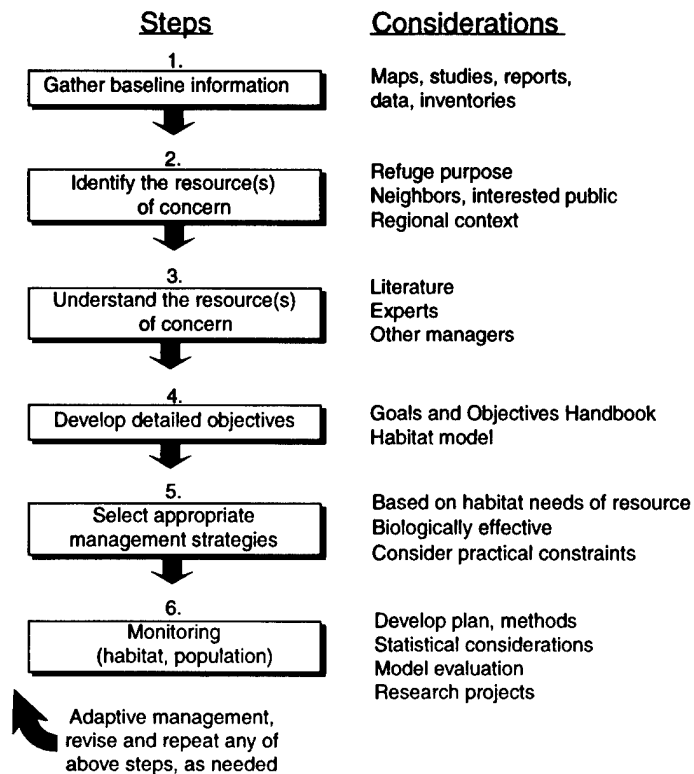 Steps
Considerations
1.
Gather baseline information
Maps, studies, reports,
data, inventories
2.
Identify the resource(s)
of concern
Refuge purpose
Neighbors, interested public
Regional context
3.
Understand the resource(s)
of concern
Literature
Experts
Other managers
4.
Develop detailed objectives
Goals and Objectives Handbook
Habitat model
5.
Select appropriate
management strategies
Based on habitat needs of resource
Biologically effective
Consider practical constraints
6.
Monitoring
(habitat, population)
Develop plan, methods
Statistical considerations
Model evaluation
Research projects
Adaptive management,
revise and repeat any of
above steps, as needed